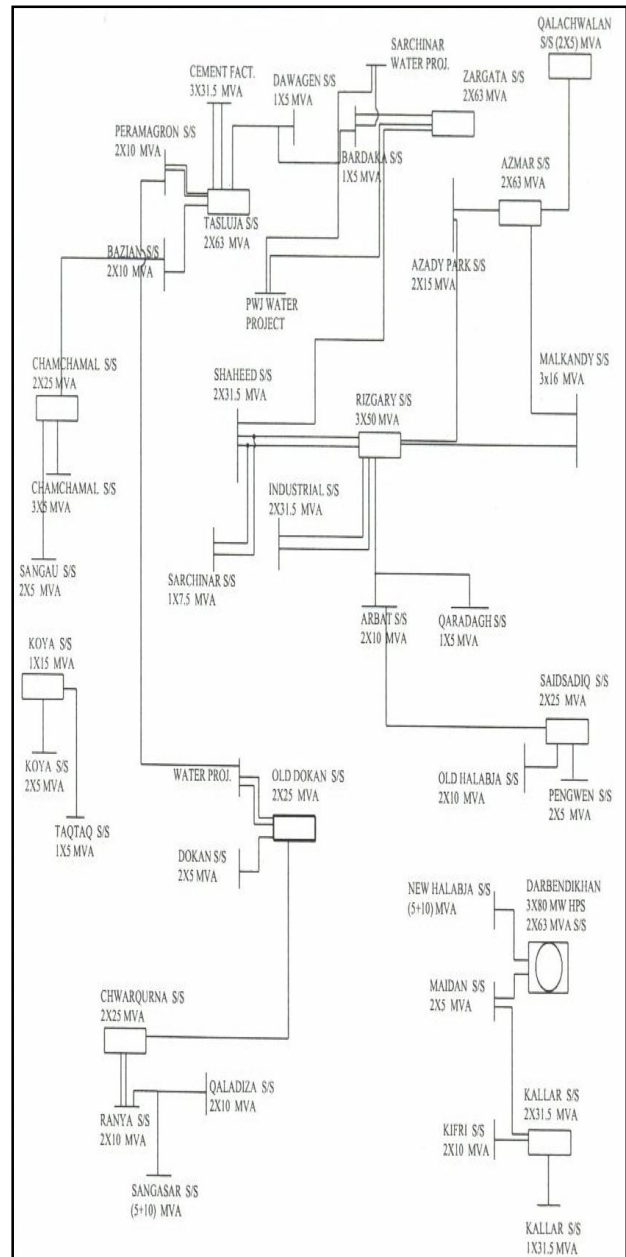 SARCHINAR
WATER PROJ.
QALACHWALAN
S/S (2X5) MVA
CEMENT FACT.
3X31.5 MVA
DAWAGEN S/S
1X5 MVA
ZARGATA S/S
2X63 MVA
PERAMAGRON S/S
2X10 MVA
BARDAKA S/S
1X5 MVA
AZMAR S/S
2X63 MVA
TASLUJA S/S
2X63 MVA
BAZIAN S/S
2X10 MVA
AZADY PARK S/S
2X15 MVA
PWJ WATER
PROJECT
CHAMCHAMAL S/S
2X25 MVA
SHAHEED S/S
2X31.5 MVA
RIZGARY S/S
3X50 MVA
MALKANDY S/S
3x16 MVA
CHAMCHAMAL S/S
3X5 MVA
INDUSTRIAL S/S
2X31.5 MVA
SANGAU S/S
2X5 MVA
SARCHINAR S/S
1X7.5 MVA
ARBAT S/S
2X10 MVA
QARADAGH S/S
1X5 MVA
KOYA S/S
1X15 MVA
SAIDSADIQ S/S
2X25 MVA
KOYA S/S
2X5 MVA
WATER PROJ.
OLD DOKAN S/S
2X25 MVA
OLD HALABJA S/S
2X10 MVA
PENGWEN S/S
2X5 MVA
TAQTAQ S/S
1X5 MVA
DOKAN S/S
2X5 MVA
NEW HALABJA S/S
(5+10) MVA
DARBENDIKHAN
3X80 MW HPS
2X63 MVA S/S
MAIDAN S/S
2X5 MVA
CHWARQURNA S/S
2X25 MVA
QALADIZA S/S
2X10 MVA
KALLAR S/S
2X31.5 MVA
RANYA S/S
2X10 MVA
KIFRI S/S
2X10 MVA
SANGASAR S/S
(5+10) MVA
KALLAR S/S
1X31.5 MVA